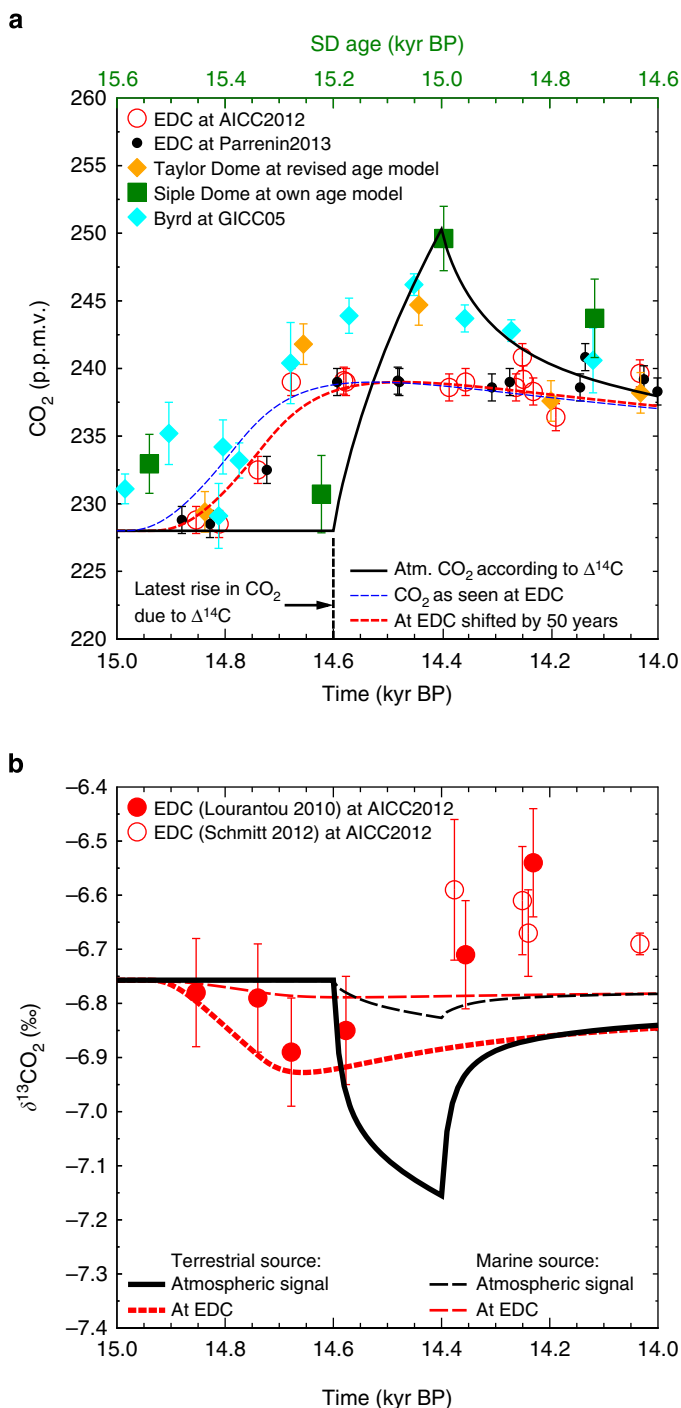 a
SD age (kyr BP)
15.6 15.4 15.2 15.0 14.8 14.6
260
255
250
245
240
235
230
225
220
CO2 (p.p.m.v.)
EDC at AICC2012
EDC at Parrenin2013
Taylor Dome at revised age model
Siple Dome at own age model
Byrd at GICC05
Latest rise in CO2
due to Δ14C
Atm. CO2 according to Δ14C
CO2 as seen at EDC
At EDC shifted by 50 years
15.0 14.8 14.6 14.4 14.2 14.0
Time (kyr BP)
b
−6.4
−6.5
−6.6
−6.7
−6.8
−6.9
−7.0
−7.1
−7.2
−7.3
−7.4
δ13CO2 (‰)
EDC (Lourantou 2010) at AICC2012
EDC (Schmitt 2012) at AICC2012
Terrestrial source:
Atmospheric signal
At EDC
Marine source:
Atmospheric signal
At EDC
15.0 14.8 14.6 14.4 14.2 14.0
Time (kyr BP)